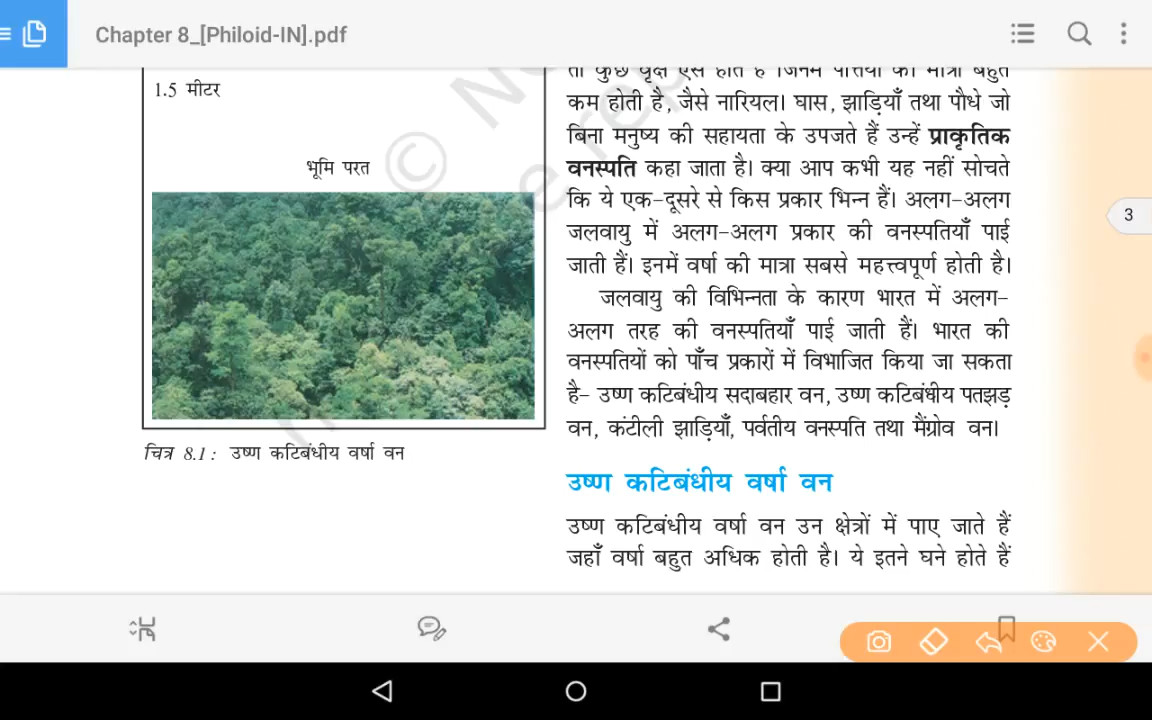 Chapter 8_[Philoid-IN].pdf
1.5 मीटर
भूमि परत
चित्र 8.1 : उष्ण कटिबंधीय वर्षा वन
तो कुछ वृक्ष ऐसे होते हैं जिनमें पत्तियों की मात्रा बहुत
कम होती है, जैसे नारियल। घास, झाड़ियाँ तथा पौधे जो
बिना मनुष्य की सहायता के उपजते हैं उन्हें प्राकृतिक
वनस्पति कहा जाता है। क्या आप कभी यह नहीं सोचते
कि ये एक-दूसरे से किस प्रकार भिन्न हैं। अलग-अलग
जलवायु में अलग-अलग प्रकार की वनस्पतियाँ पाई
जाती हैं। इनमें वर्षा की मात्रा सबसे महत्त्वपूर्ण होती है।
जलवायु की विभिन्नता के कारण भारत में अलग-
अलग तरह की वनस्पतियाँ पाई जाती हैं। भारत की
वनस्पतियों को पाँच प्रकारों में विभाजित किया जा सकता
है- उष्ण कटिबंधीय सदाबहार वन, उष्ण कटिबंधीय पतझड़
वन, कंटीली झाड़ियाँ, पर्वतीय वनस्पति तथा मैंग्रोव वन।
उष्ण कटिबंधीय वर्षा वन
उष्ण कटिबंधीय वर्षा वन उन क्षेत्रों में पाए जाते हैं
जहाँ वर्षा बहुत अधिक होती है। ये इतने घने होते हैं
3